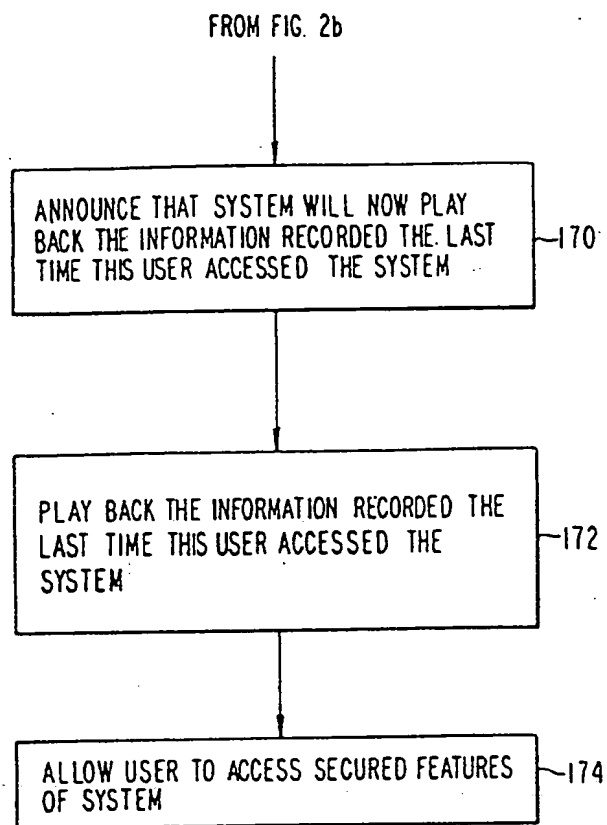 FROM FIG. 2b
ANNOUNCE THAT SYSTEM WILL NOW PLAY
BACK THE INFORMATION RECORDED THE LAST
TIME THIS USER ACCESSED THE SYSTEM
170
PLAY BACK THE INFORMATION RECORDED THE
LAST TIME THIS USER ACCESSED THE
SYSTEM
172
ALLOW USER TO ACCESS SECURED FEATURES
OF SYSTEM
174